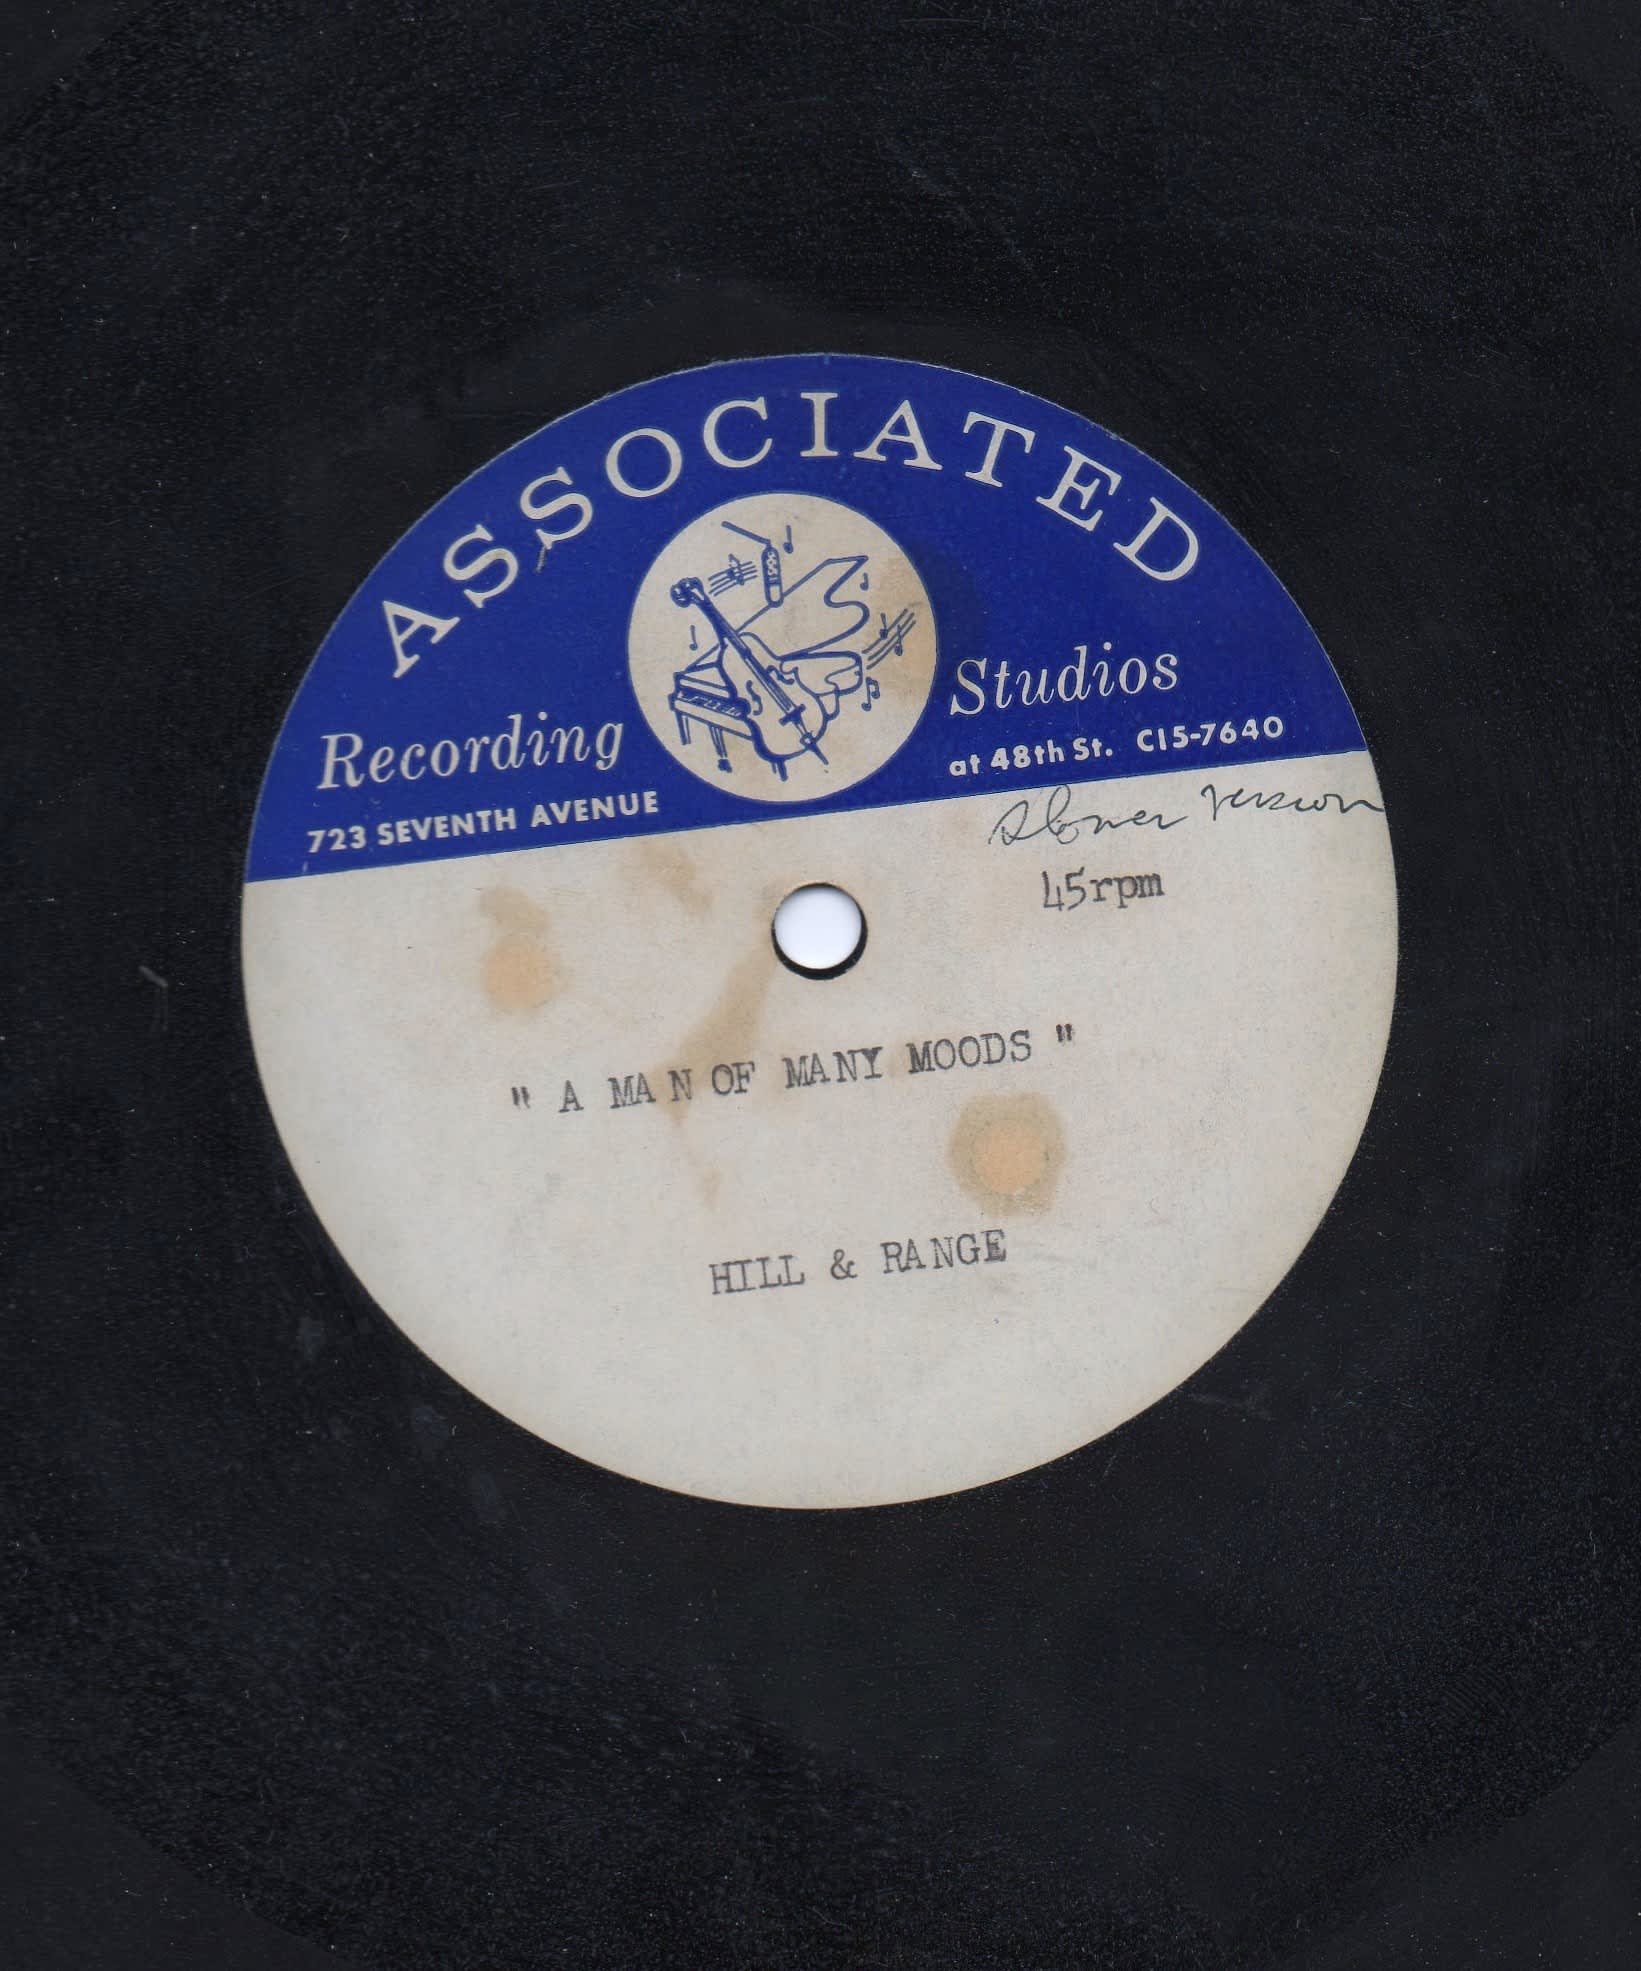 ASSOCIATED
Recording Studios
723 SEVENTH AVENUE at 48th St. CI5-7640
slower version
45rpm
" A MAN OF MANY MOODS "
HILL & RANGE